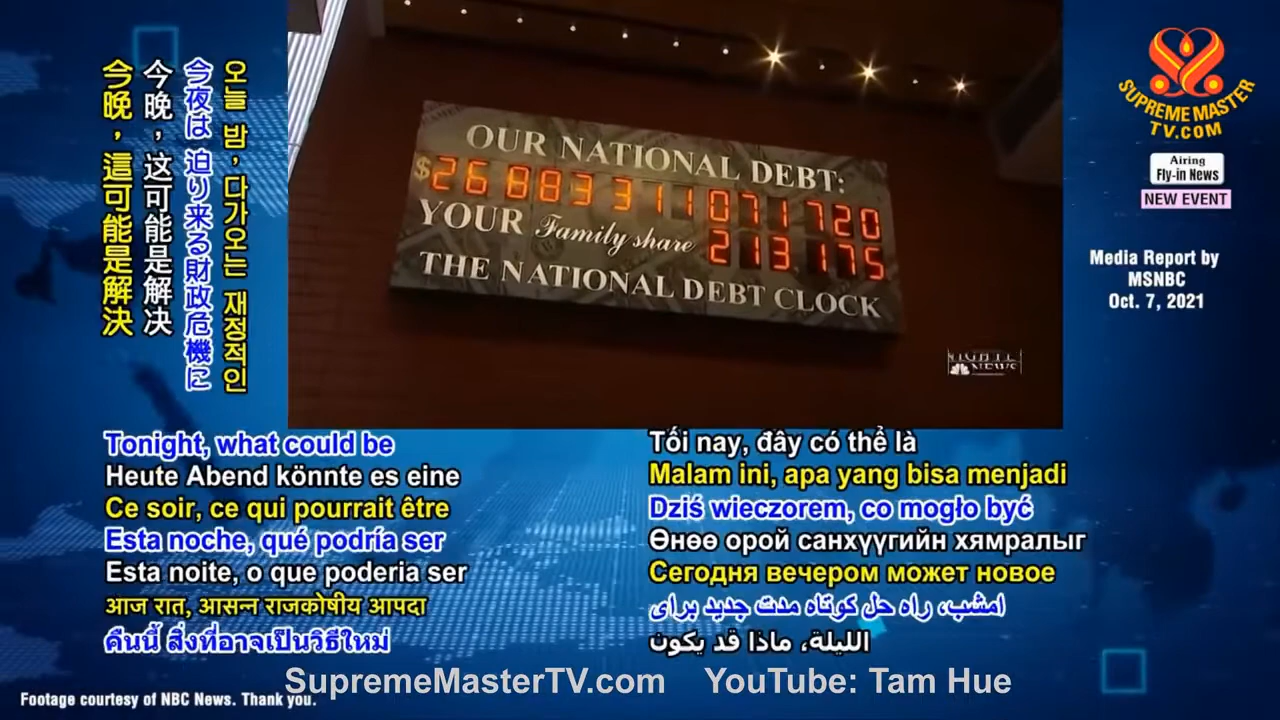 今晚，這可能是解決
今晚，这可能是解决
今夜は 迫り来る財政危機に
오늘 밤, 다가오는 재정적인
OUR NATIONAL DEBT:
$26 883 311 071 720
YOUR Family share 213 175
THE NATIONAL DEBT CLOCK
NIGHTLY
NEWS
SUPREME MASTER
TV.COM
Airing
Fly-in News
NEW EVENT
Media Report by
MSNBC
Oct. 7, 2021
Tonight, what could be
Heute Abend könnte es eine
Ce soir, ce qui pourrait être
Esta noche, qué podría ser
Esta noite, o que poderia ser
आज रात, आसन्न राजकोषीय आपदा
คืนนี้ สิ่งที่อาจเป็นวิธีใหม่
Tối nay, đây có thể là
Malam ini, apa yang bisa menjadi
Dziś wieczorem, co mogło być
Өнөө орой санхүүгийн хямралыг
Сегодня вечером может новое
امشب، راه حل کوتاه مدت جدید برای
الليلة، ماذا قد يكون
SupremeMasterTV.com YouTube: Tam Hue
Footage courtesy of NBC News. Thank you.